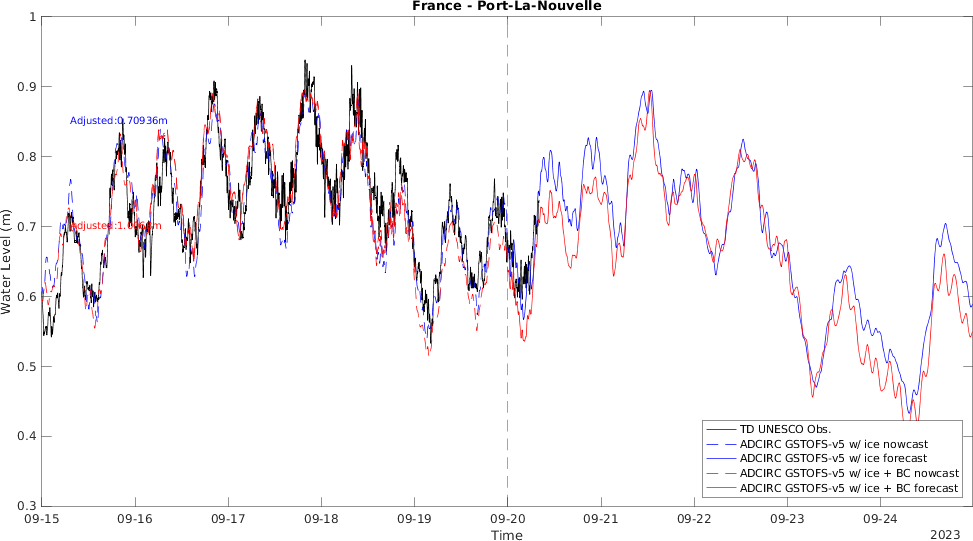 France - Port-La-Nouvelle
1
0.9
0.8
0.7
0.6
0.5
0.4
0.3
Water Level (m)
Adjusted:0.70936m
TD UNESCO Obs.
ADCIRC GSTOFS-v5 w/ ice nowcast
ADCIRC GSTOFS-v5 w/ ice forecast
ADCIRC GSTOFS-v5 w/ ice + BC nowcast
ADCIRC GSTOFS-v5 w/ ice + BC forecast
09-15 09-16 09-17 09-18 09-19 09-20 09-21 09-22 09-23 09-24
Time
2023